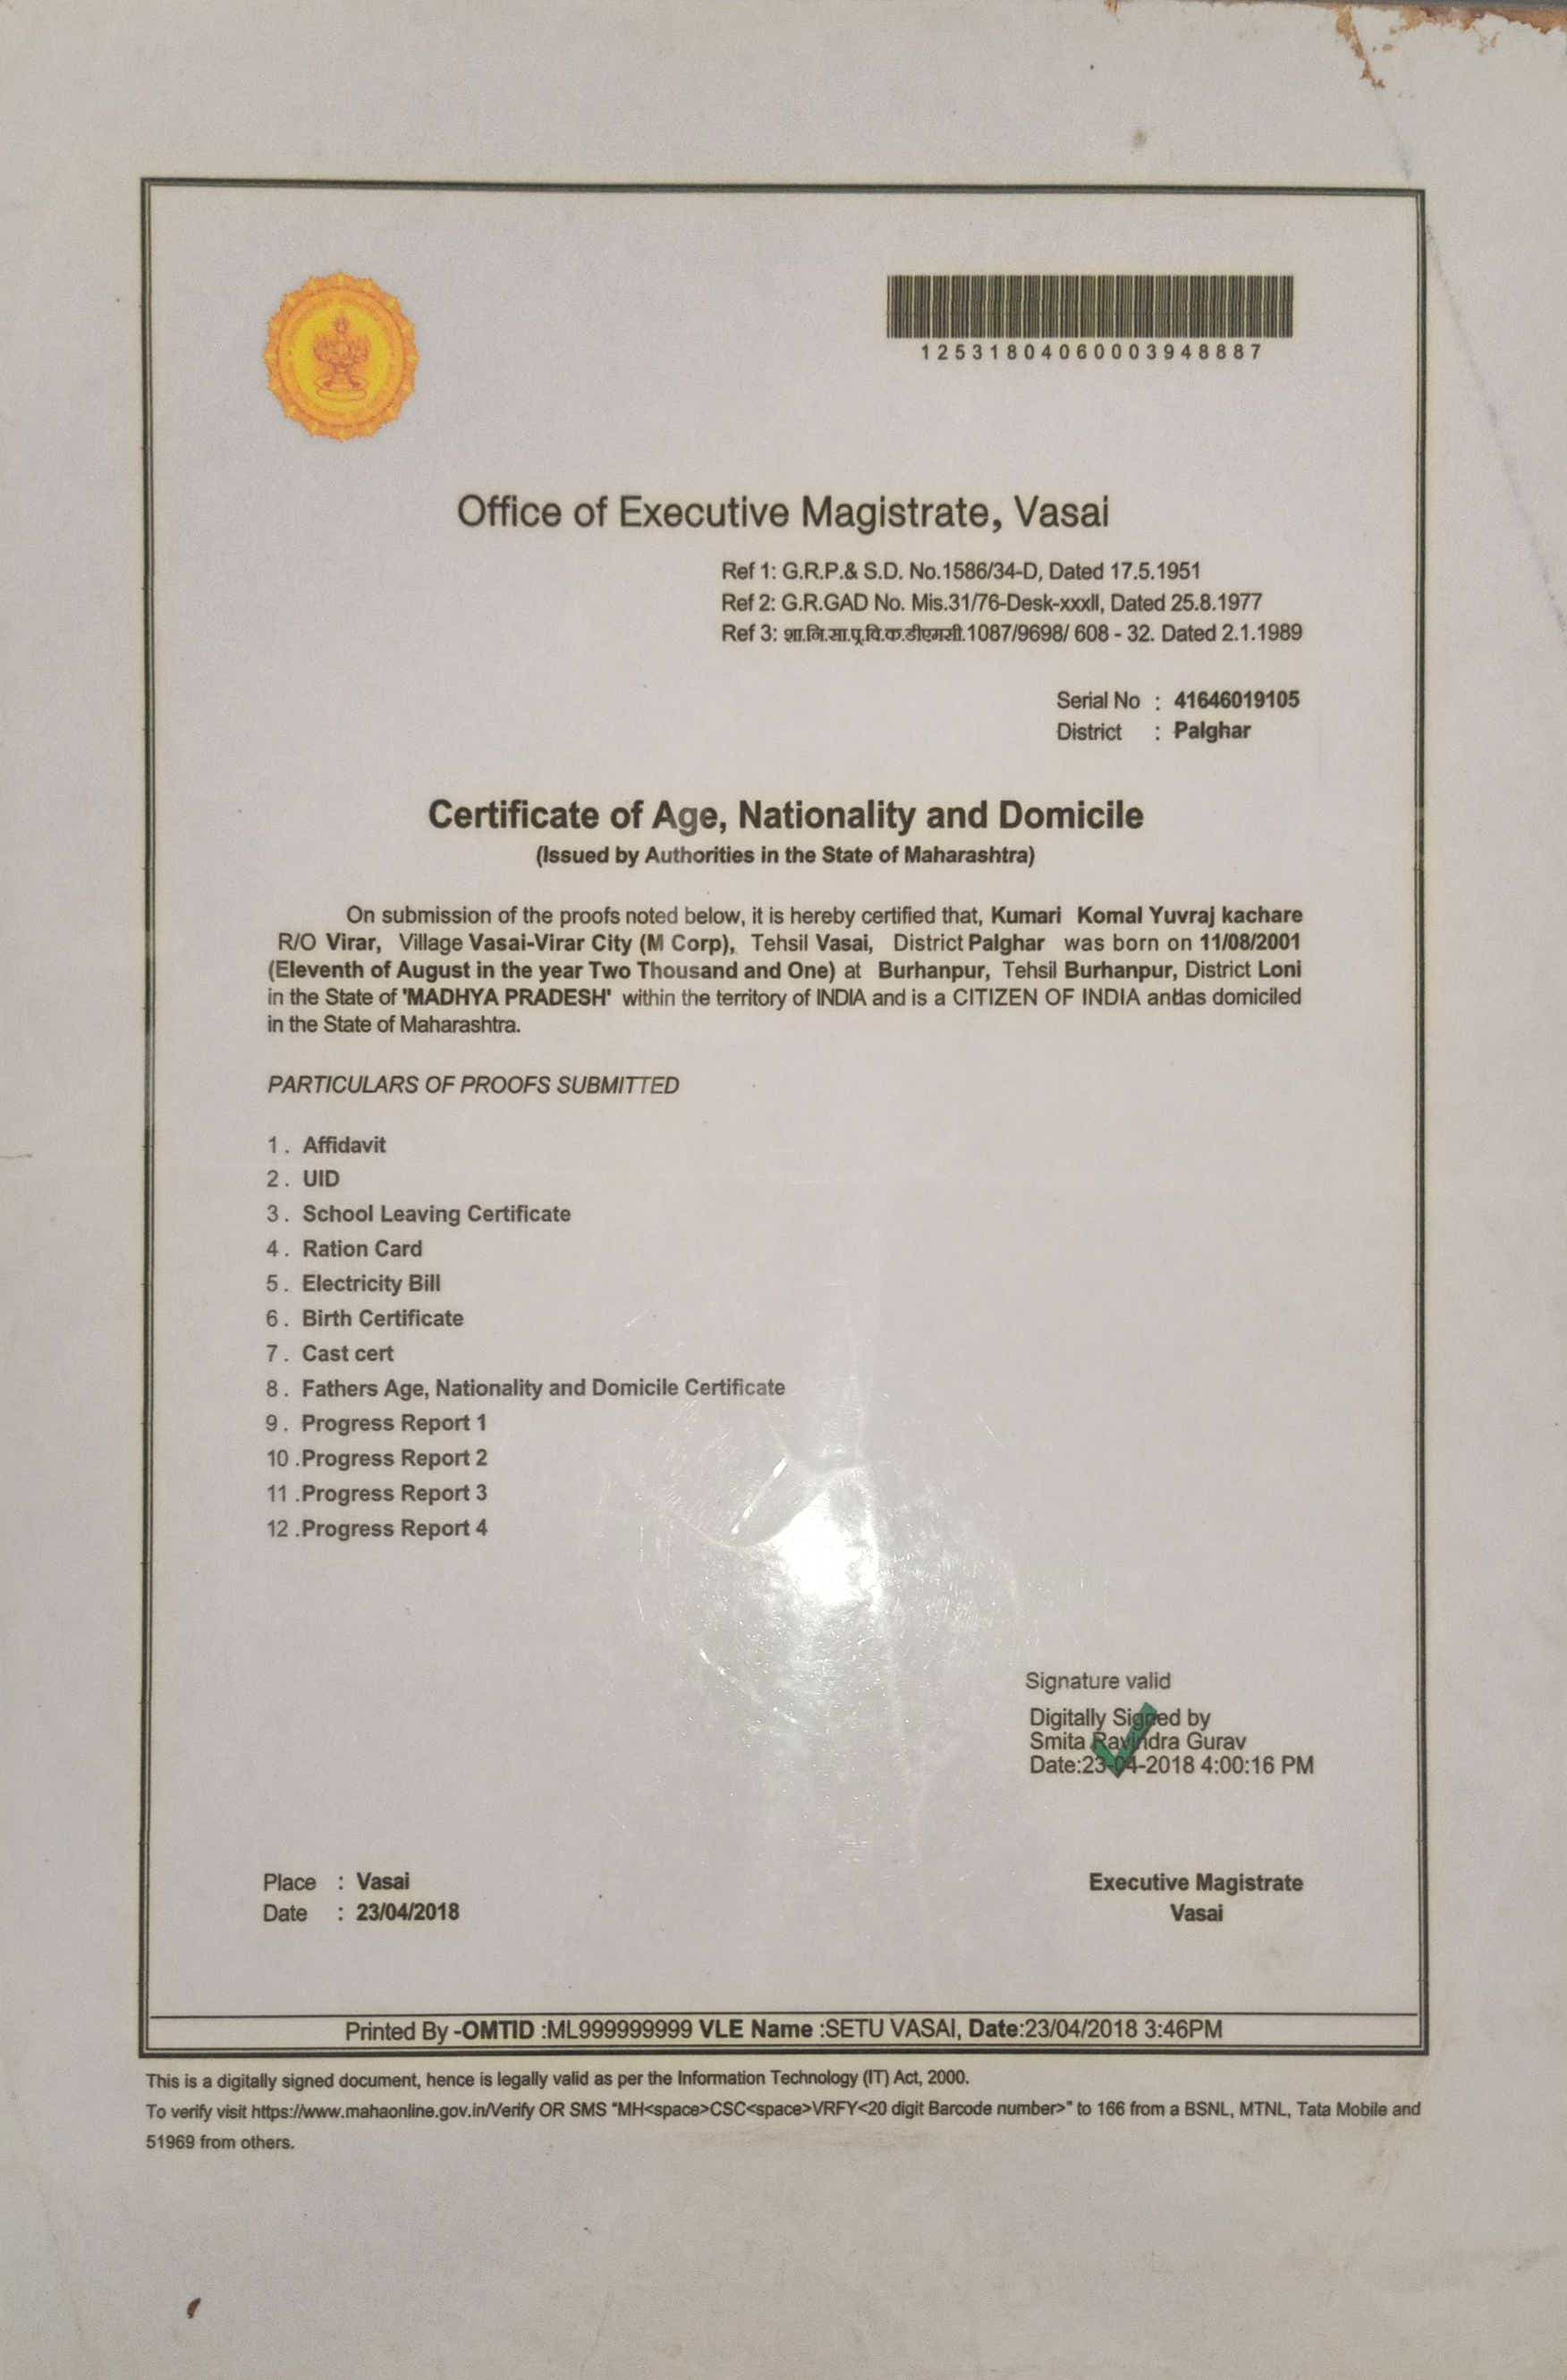 12531804060003948887
Office of Executive Magistrate, Vasai
Ref 1: G.R.P.& S.D. No.1586/34-D, Dated 17.5.1951
Ref 2: G.R.GAD No. Mis.31/76-Desk-xxxII, Dated 25.8.1977
Ref 3: शा.नि.सा.प्र.वि.क.डीएमसी.1087/9698/ 608 - 32. Dated 2.1.1989
Serial No : 41646019105
District : Palghar
Certificate of Age, Nationality and Domicile
(Issued by Authorities in the State of Maharashtra)
On submission of the proofs noted below, it is hereby certified that, Kumari Komal Yuvraj kachare
R/O Virar, Village Vasai-Virar City (M Corp), Tehsil Vasai, District Palghar was born on 11/08/2001
(Eleventh of August in the year Two Thousand and One) at Burhanpur, Tehsil Burhanpur, District Loni
in the State of 'MADHYA PRADESH' within the territory of INDIA and is a CITIZEN OF INDIA and domiciled
in the State of Maharashtra.
PARTICULARS OF PROOFS SUBMITTED
1. Affidavit
2. UID
3. School Leaving Certificate
4. Ration Card
5. Electricity Bill
6. Birth Certificate
7. Cast cert
8. Fathers Age, Nationality and Domicile Certificate
9. Progress Report 1
10 .Progress Report 2
11 .Progress Report 3
12 .Progress Report 4
Signature valid
Digitally Signed by
Smita Ravindra Gurav
Date:23-04-2018 4:00:16 PM
Place : Vasai
Executive Magistrate
Date : 23/04/2018
Vasai
Printed By -OMTID :ML999999999 VLE Name :SETU VASAI, Date:23/04/2018 3:46PM
This is a digitally signed document, hence is legally valid as per the Information Technology (IT) Act, 2000.
To verify visit https://www.mahaonline.gov.in/Verify OR SMS "MH<space>CSC<space>VRFY<20 digit Barcode number>" to 166 from a BSNL, MTNL, Tata Mobile and
51969 from others.